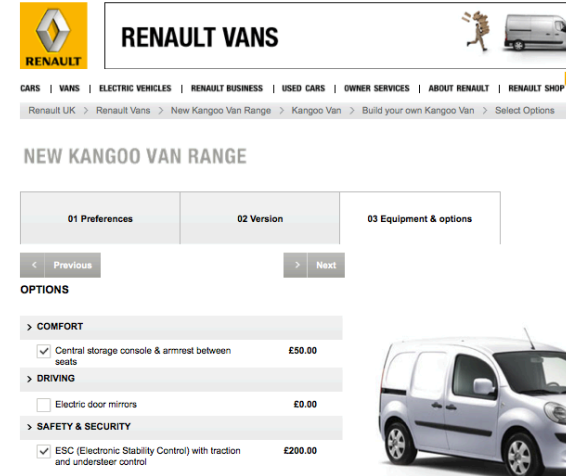 RENAULT
RENAULT VANS
CARS | VANS | ELECTRIC VEHICLES | RENAULT BUSINESS | USED CARS | OWNER SERVICES | ABOUT RENAULT | RENAULT SHOP
Renault UK > Renault Vans > New Kangoo Van Range > Kangoo Van > Build your own Kangoo Van > Select Options
NEW KANGOO VAN RANGE
01 Preferences
02 Version
03 Equipment & options
< Previous
> Next
OPTIONS
> COMFORT
Central storage console & armrest between £50.00
seats
> DRIVING
Electric door mirrors £0.00
> SAFETY & SECURITY
ESC (Electronic Stability Control) with traction £200.00
and understeer control